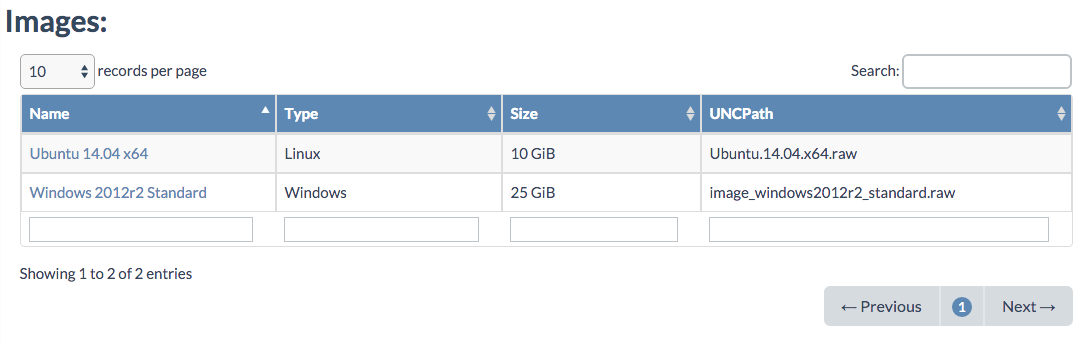 Images:
10 records per page Search:
Name Type Size UNCPath
Ubuntu 14.04 x64 Linux 10 GiB Ubuntu.14.04.x64.raw
Windows 2012r2 Standard Windows 25 GiB image_windows2012r2_standard.raw
Showing 1 to 2 of 2 entries
← Previous 1 Next →